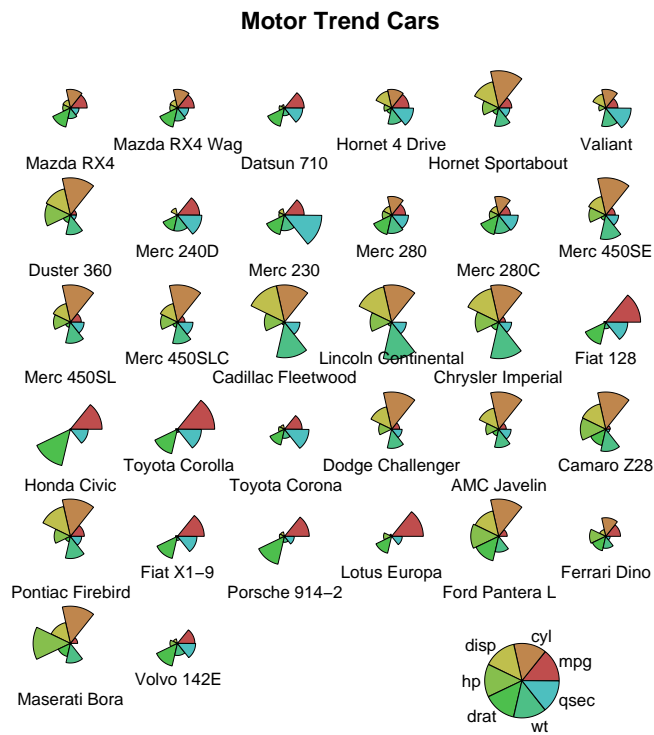 Motor Trend Cars
Mazda RX4
Mazda RX4 Wag
Datsun 710
Hornet 4 Drive
Hornet Sportabout
Valiant
Duster 360
Merc 240D
Merc 230
Merc 280
Merc 280C
Merc 450SE
Merc 450SL
Merc 450SLC
Cadillac Fleetwood
Lincoln Continental
Chrysler Imperial
Fiat 128
Honda Civic
Toyota Corolla
Toyota Corona
Dodge Challenger
AMC Javelin
Camaro Z28
Pontiac Firebird
Fiat X1−9
Porsche 914−2
Lotus Europa
Ford Pantera L
Ferrari Dino
Maserati Bora
Volvo 142E
cyl
disp
mpg
hp
qsec
drat
wt